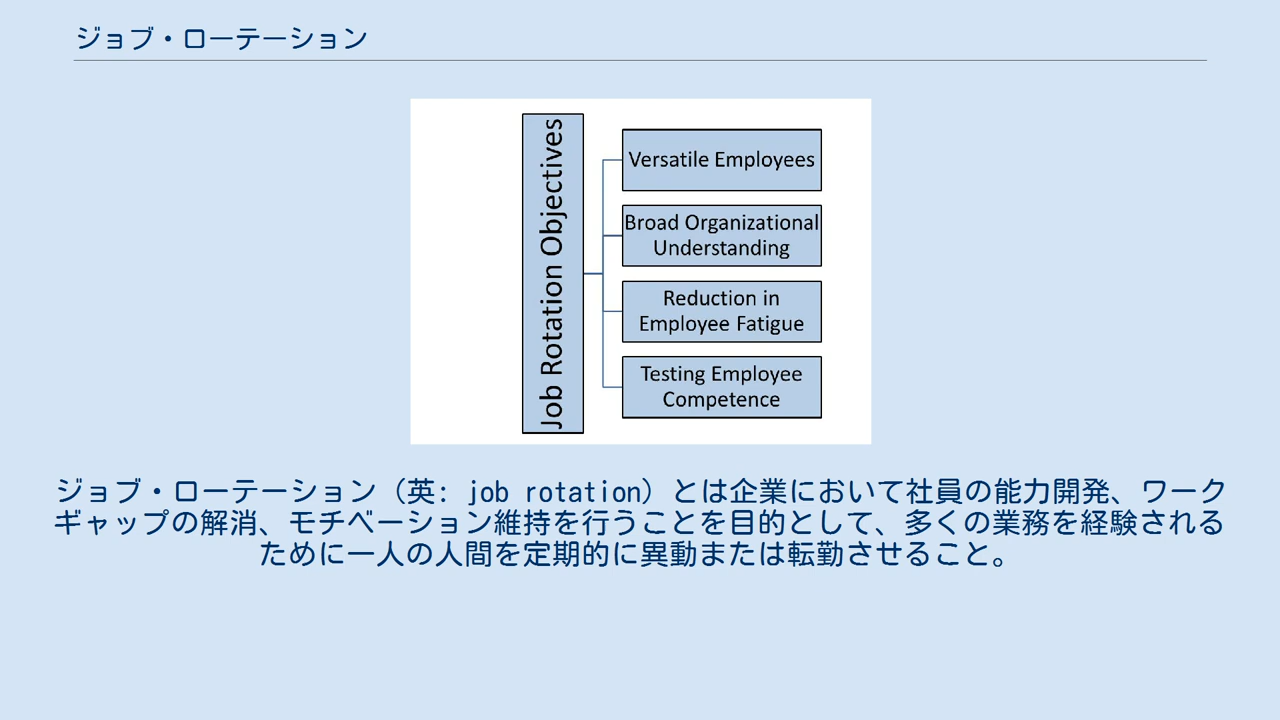 ジョブ・ローテーション
Job Rotation Objectives
Versatile Employees
Broad Organizational
Understanding
Reduction in
Employee Fatigue
Testing Employee
Competence
ジョブ・ローテーション（英: job rotation）とは企業において社員の能力開発、ワーク
ギャップの解消、モチベーション維持を行うことを目的として、多くの業務を経験される
ために一人の人間を定期的に異動または転勤させること。